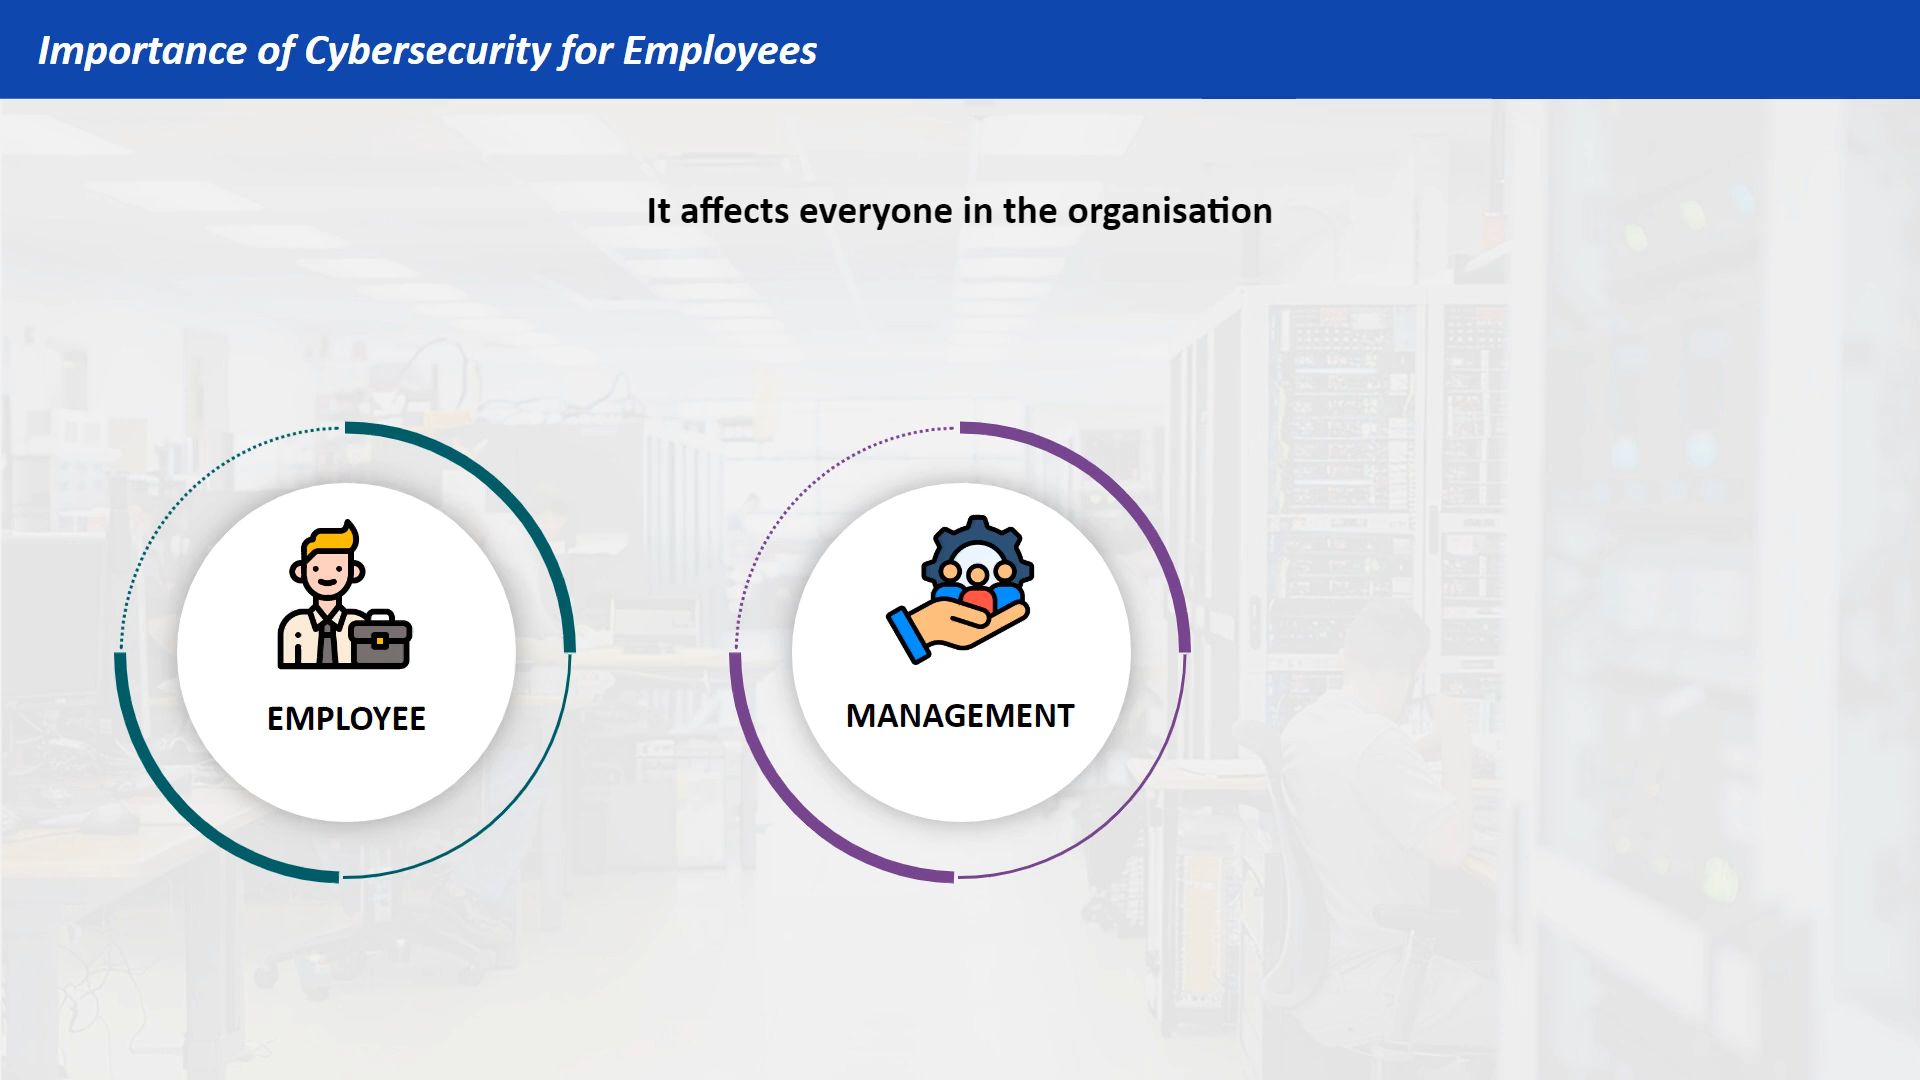 Importance of Cybersecurity for Employees
It affects everyone in the organisation
EMPLOYEE
MANAGEMENT